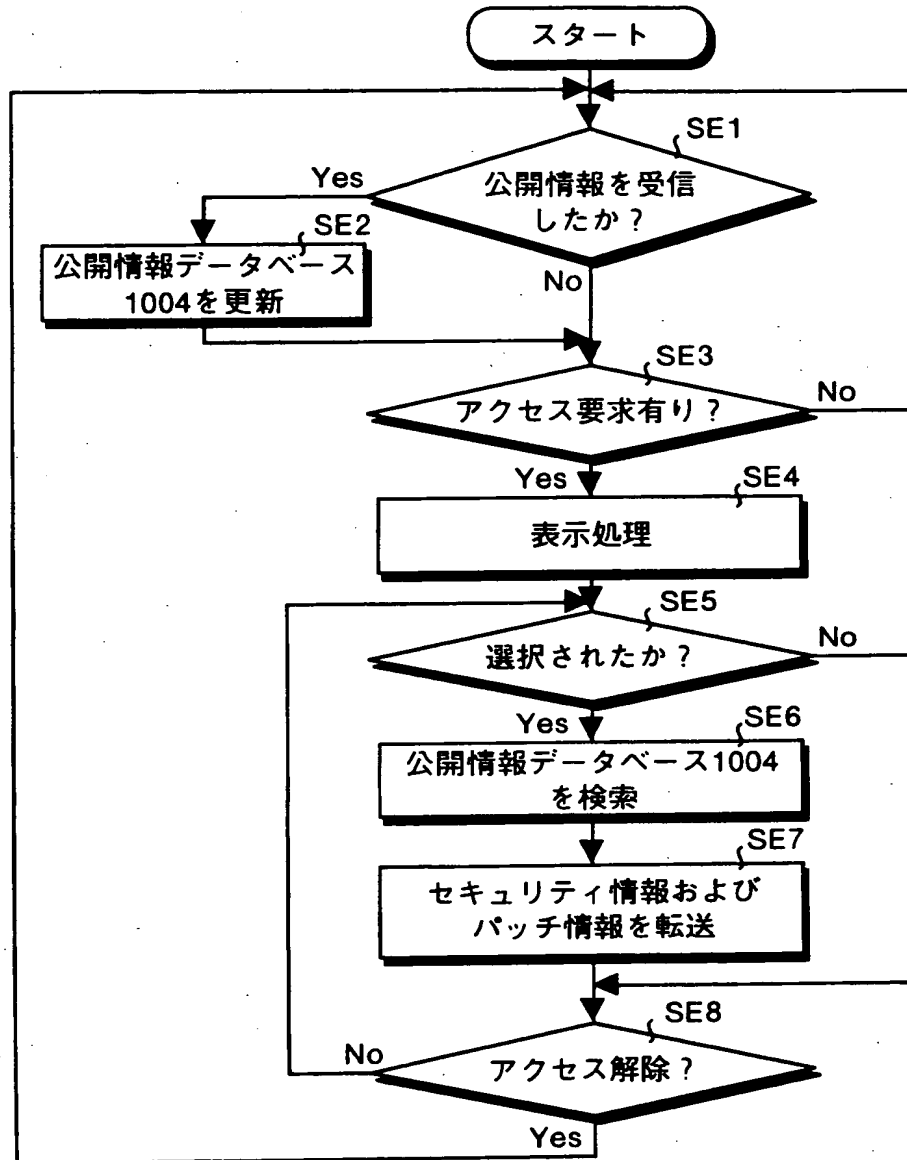 スタート
SE1
公開情報を受信
したか?
Yes
No
SE2
公開情報データベース
1004を更新
SE3
アクセス要求有り?
No
Yes
SE4
表示処理
SE5
選択されたか?
No
Yes
SE6
公開情報データベース1004
を検索
SE7
セキュリティ情報および
パッチ情報を転送
SE8
アクセス解除?
No
Yes